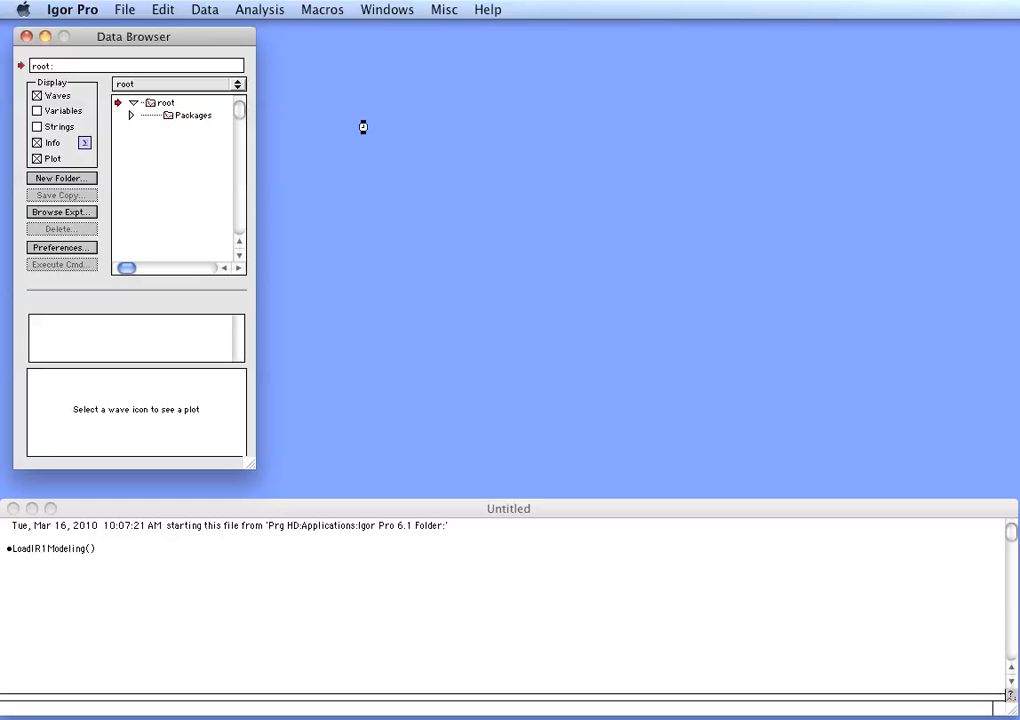 Igor Pro File Edit Data Analysis Macros Windows Misc Help
Data Browser
root:
Display
Waves
Variables
Strings
Info
Plot
New Folder...
Save Copy...
Browse Expt...
Delete...
Preferences...
Execute Cmd...
root
root
Packages
Select a wave icon to see a plot
Untitled
Tue, Mar 16, 2010 10:07:21 AM starting this file from 'Prg HD:Applications:Igor Pro 6.1 Folder:'
•LoadIR1Modeling()